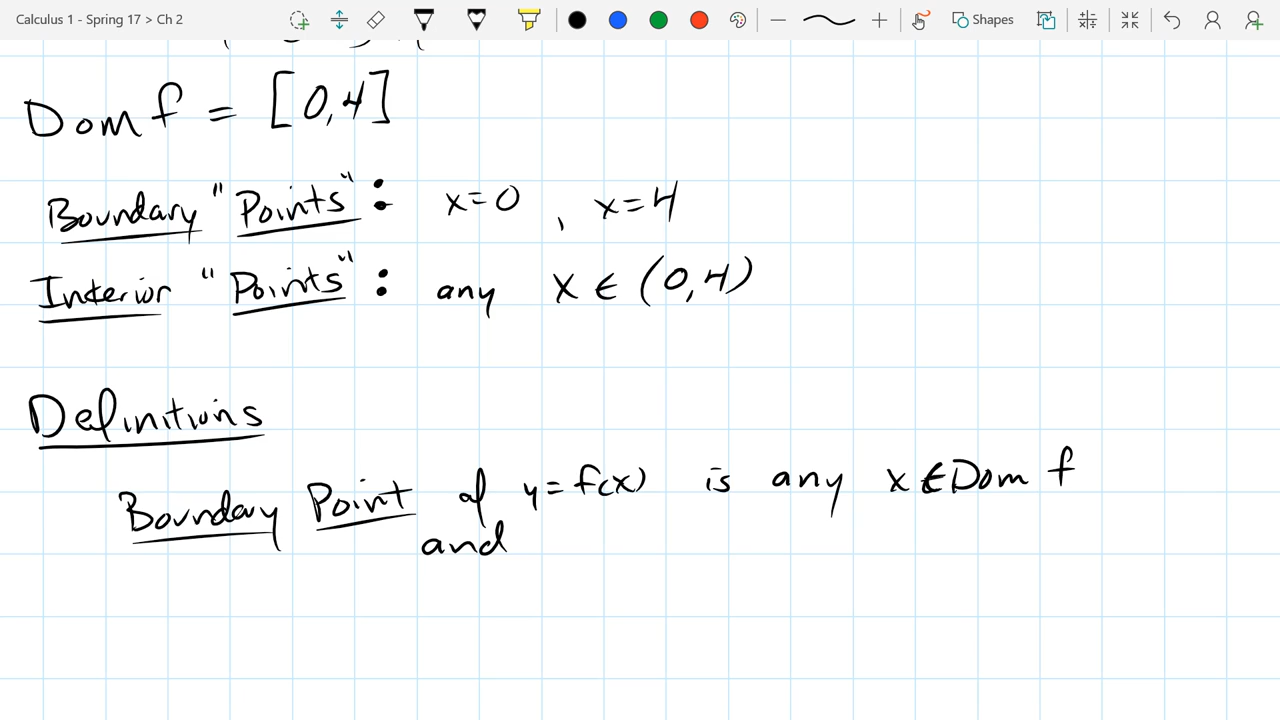 Calculus 1 - Spring 17 > Ch 2
Shapes
Dom f = [0,4]
Boundary "Points": x=0, x=4
Interior "Points": any x ∈ (0,4)
Definitions
Boundary Point of y=f(x) is any x ∈ Dom f
and